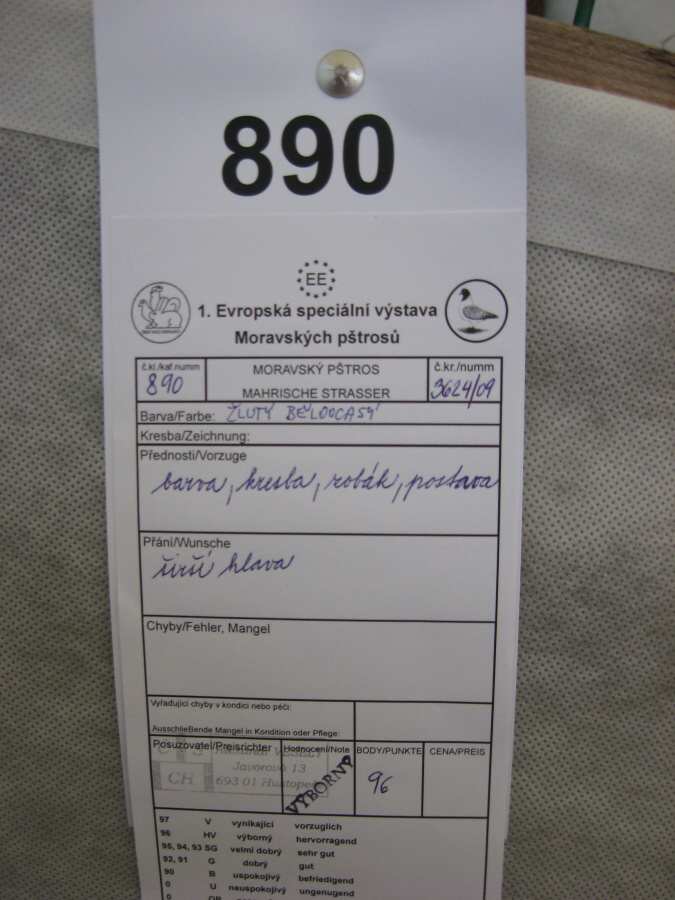 890
EE
1. Evropská speciální výstava
Moravských pštrosů
č.kl./kat.numm
890
MORAVSKÝ PŠTROS
MAHRISCHE STRASSER
č.kr./numm
3624/09
Barva/Farbe: ŽLUTÝ BĚLOOCASÝ
Kresba/Zeichnung:
Přednosti/Vorzuge
barva, kresba, zobák, postava
Přání/Wunsche
širší hlava
Chyby/Fehler, Mangel
Vyřadující chyby v kondici nebo péči:
Ausschließende Mangel in Kondition oder Pflege:
Posuzovatel/Preisrichter
Hodnocení/Note
BODY/PUNKTE
CENA/PREIS
CH
Javorová 13
693 01 Hustopeče
VÝBORNÝ
96
97 V vynikající vorzuglich
96 HV výborný hervorragend
95, 94, 93 SG velmi dobrý sehr gut
92, 91 G dobrý gut
90 B uspokojivý befriedigend
0 U neuspokojivý ungenugend